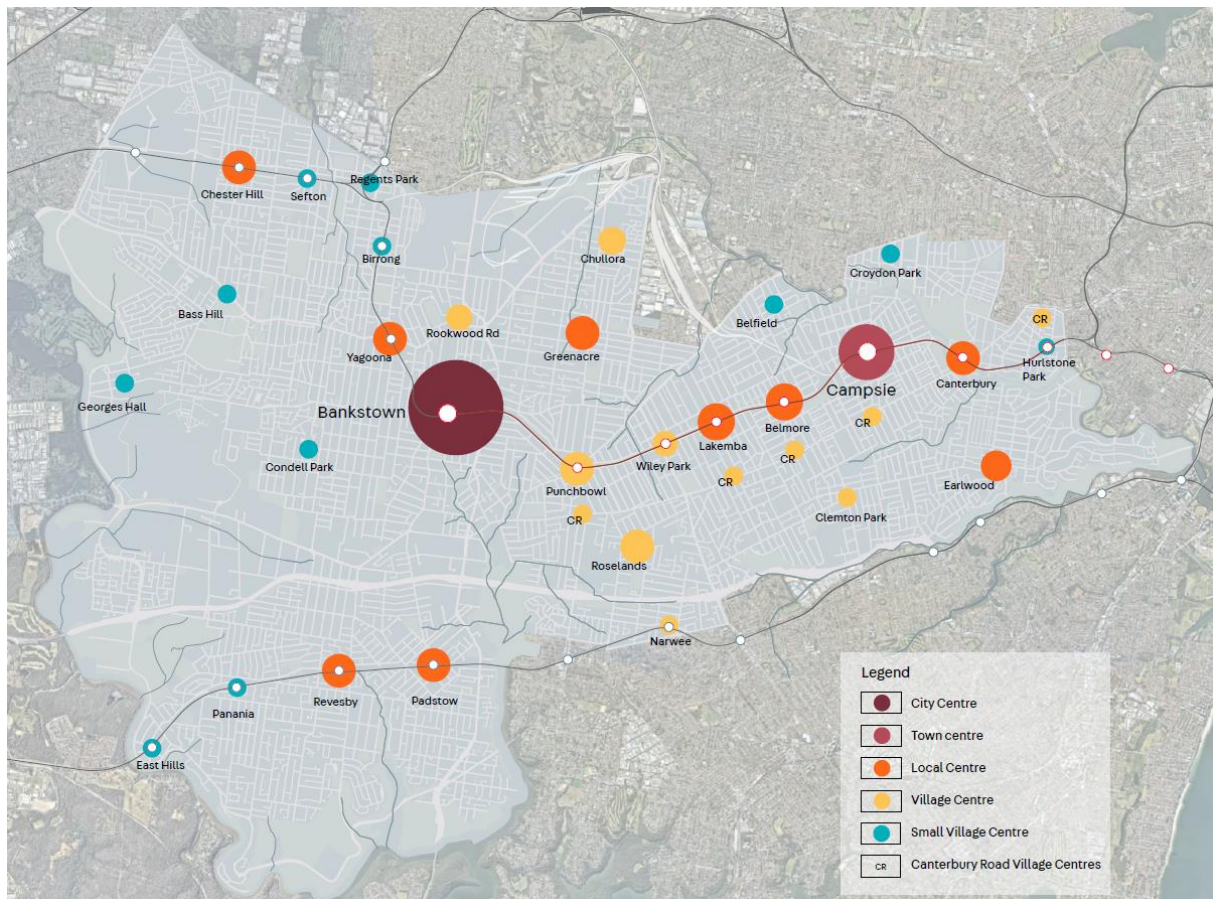 Chester Hill
Sefton
Regents Park
Birrong
Chullora
Croydon Park
Bass Hill
Rookwood Rd
Belfield
CR
Yagoona
Greenacre
Hurlstone
Park
Canterbury
Georges Hall
Campsie
Bankstown
Belmore
CR
Lakemba
CR
Condell Park
Wiley Park
Punchbowl
CR
Earlwood
Clemton Park
CR
Roselands
Narwee
Panania
Revesby
Padstow
East Hills
Legend
City Centre
Town centre
Local Centre
Village Centre
Small Village Centre
CR Canterbury Road Village Centres